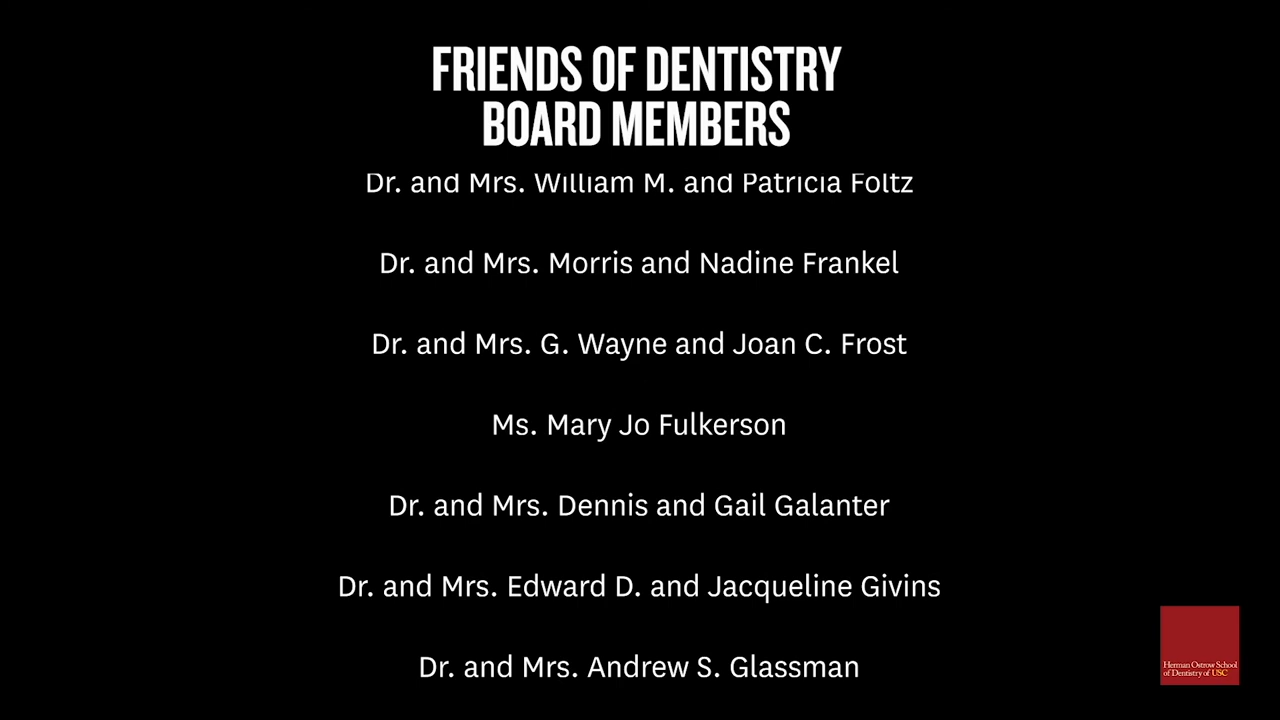 FRIENDS OF DENTISTRY
BOARD MEMBERS
Dr. and Mrs. William M. and Patricia Foltz
Dr. and Mrs. Morris and Nadine Frankel
Dr. and Mrs. G. Wayne and Joan C. Frost
Ms. Mary Jo Fulkerson
Dr. and Mrs. Dennis and Gail Galanter
Dr. and Mrs. Edward D. and Jacqueline Givins
Dr. and Mrs. Andrew S. Glassman
Herman Ostrow School
of Dentistry of USC